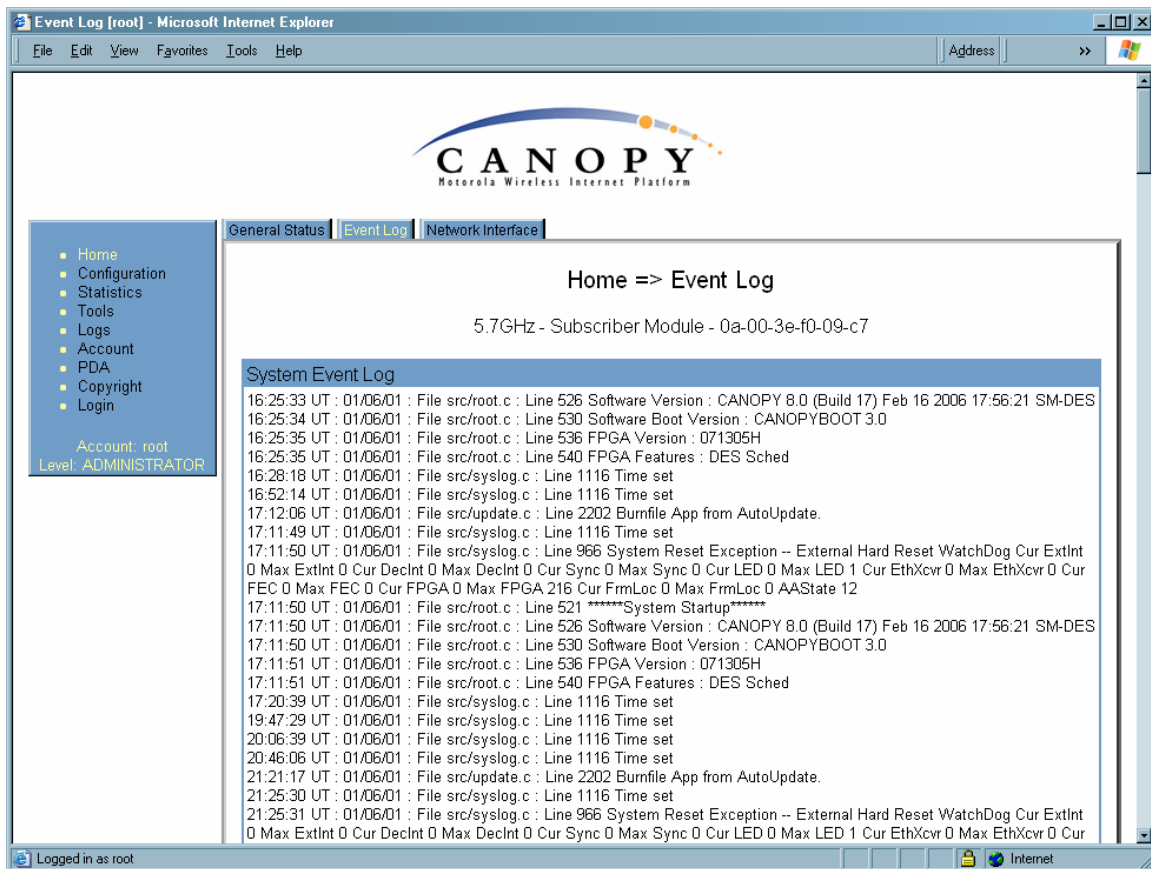 Event Log [root] - Microsoft Internet Explorer
File Edit View Favorites Tools Help
Address »
CANOPY
Motorola Wireless Internet Platform
General Status Event Log Network Interface
Home
Configuration
Statistics
Tools
Logs
Account
PDA
Copyright
Login
Account: root
Level: ADMINISTRATOR
Home => Event Log
5.7GHz - Subscriber Module - 0a-00-3e-f0-09-c7
System Event Log
16:25:33 UT : 01/06/01 : File src/root.c : Line 526 Software Version : CANOPY 8.0 (Build 17) Feb 16 2006 17:56:21 SM-DES
16:25:34 UT : 01/06/01 : File src/root.c : Line 530 Software Boot Version : CANOPYBOOT 3.0
16:25:35 UT : 01/06/01 : File src/root.c : Line 536 FPGA Version : 071305H
16:25:35 UT : 01/06/01 : File src/root.c : Line 540 FPGA Features : DES Sched
16:28:18 UT : 01/06/01 : File src/syslog.c : Line 1116 Time set
16:52:14 UT : 01/06/01 : File src/syslog.c : Line 1116 Time set
17:12:06 UT : 01/06/01 : File src/update.c : Line 2202 Burnfile App from AutoUpdate.
17:11:49 UT : 01/06/01 : File src/syslog.c : Line 1116 Time set
17:11:50 UT : 01/06/01 : File src/syslog.c : Line 966 System Reset Exception -- External Hard Reset WatchDog Cur ExtInt
0 Max ExtInt 0 Cur DecInt 0 Max DecInt 0 Cur Sync 0 Max Sync 0 Cur LED 0 Max LED 1 Cur EthXcvr 0 Max EthXcvr 0 Cur
FEC 0 Max FEC 0 Cur FPGA 0 Max FPGA 216 Cur FrmLoc 0 Max FrmLoc 0 AAState 12
17:11:50 UT : 01/06/01 : File src/root.c : Line 521 ******System Startup******
17:11:50 UT : 01/06/01 : File src/root.c : Line 526 Software Version : CANOPY 8.0 (Build 17) Feb 16 2006 17:56:21 SM-DES
17:11:50 UT : 01/06/01 : File src/root.c : Line 530 Software Boot Version : CANOPYBOOT 3.0
17:11:51 UT : 01/06/01 : File src/root.c : Line 536 FPGA Version : 071305H
17:11:51 UT : 01/06/01 : File src/root.c : Line 540 FPGA Features : DES Sched
17:20:39 UT : 01/06/01 : File src/syslog.c : Line 1116 Time set
19:47:29 UT : 01/06/01 : File src/syslog.c : Line 1116 Time set
20:06:39 UT : 01/06/01 : File src/syslog.c : Line 1116 Time set
20:46:06 UT : 01/06/01 : File src/syslog.c : Line 1116 Time set
21:21:17 UT : 01/06/01 : File src/update.c : Line 2202 Burnfile App from AutoUpdate.
21:25:30 UT : 01/06/01 : File src/syslog.c : Line 1116 Time set
21:25:31 UT : 01/06/01 : File src/syslog.c : Line 966 System Reset Exception -- External Hard Reset WatchDog Cur ExtInt
0 Max ExtInt 0 Cur DecInt 0 Max DecInt 0 Cur Sync 0 Max Sync 0 Cur LED 0 Max LED 1 Cur EthXcvr 0 Max EthXcvr 0 Cur
Logged in as root Internet